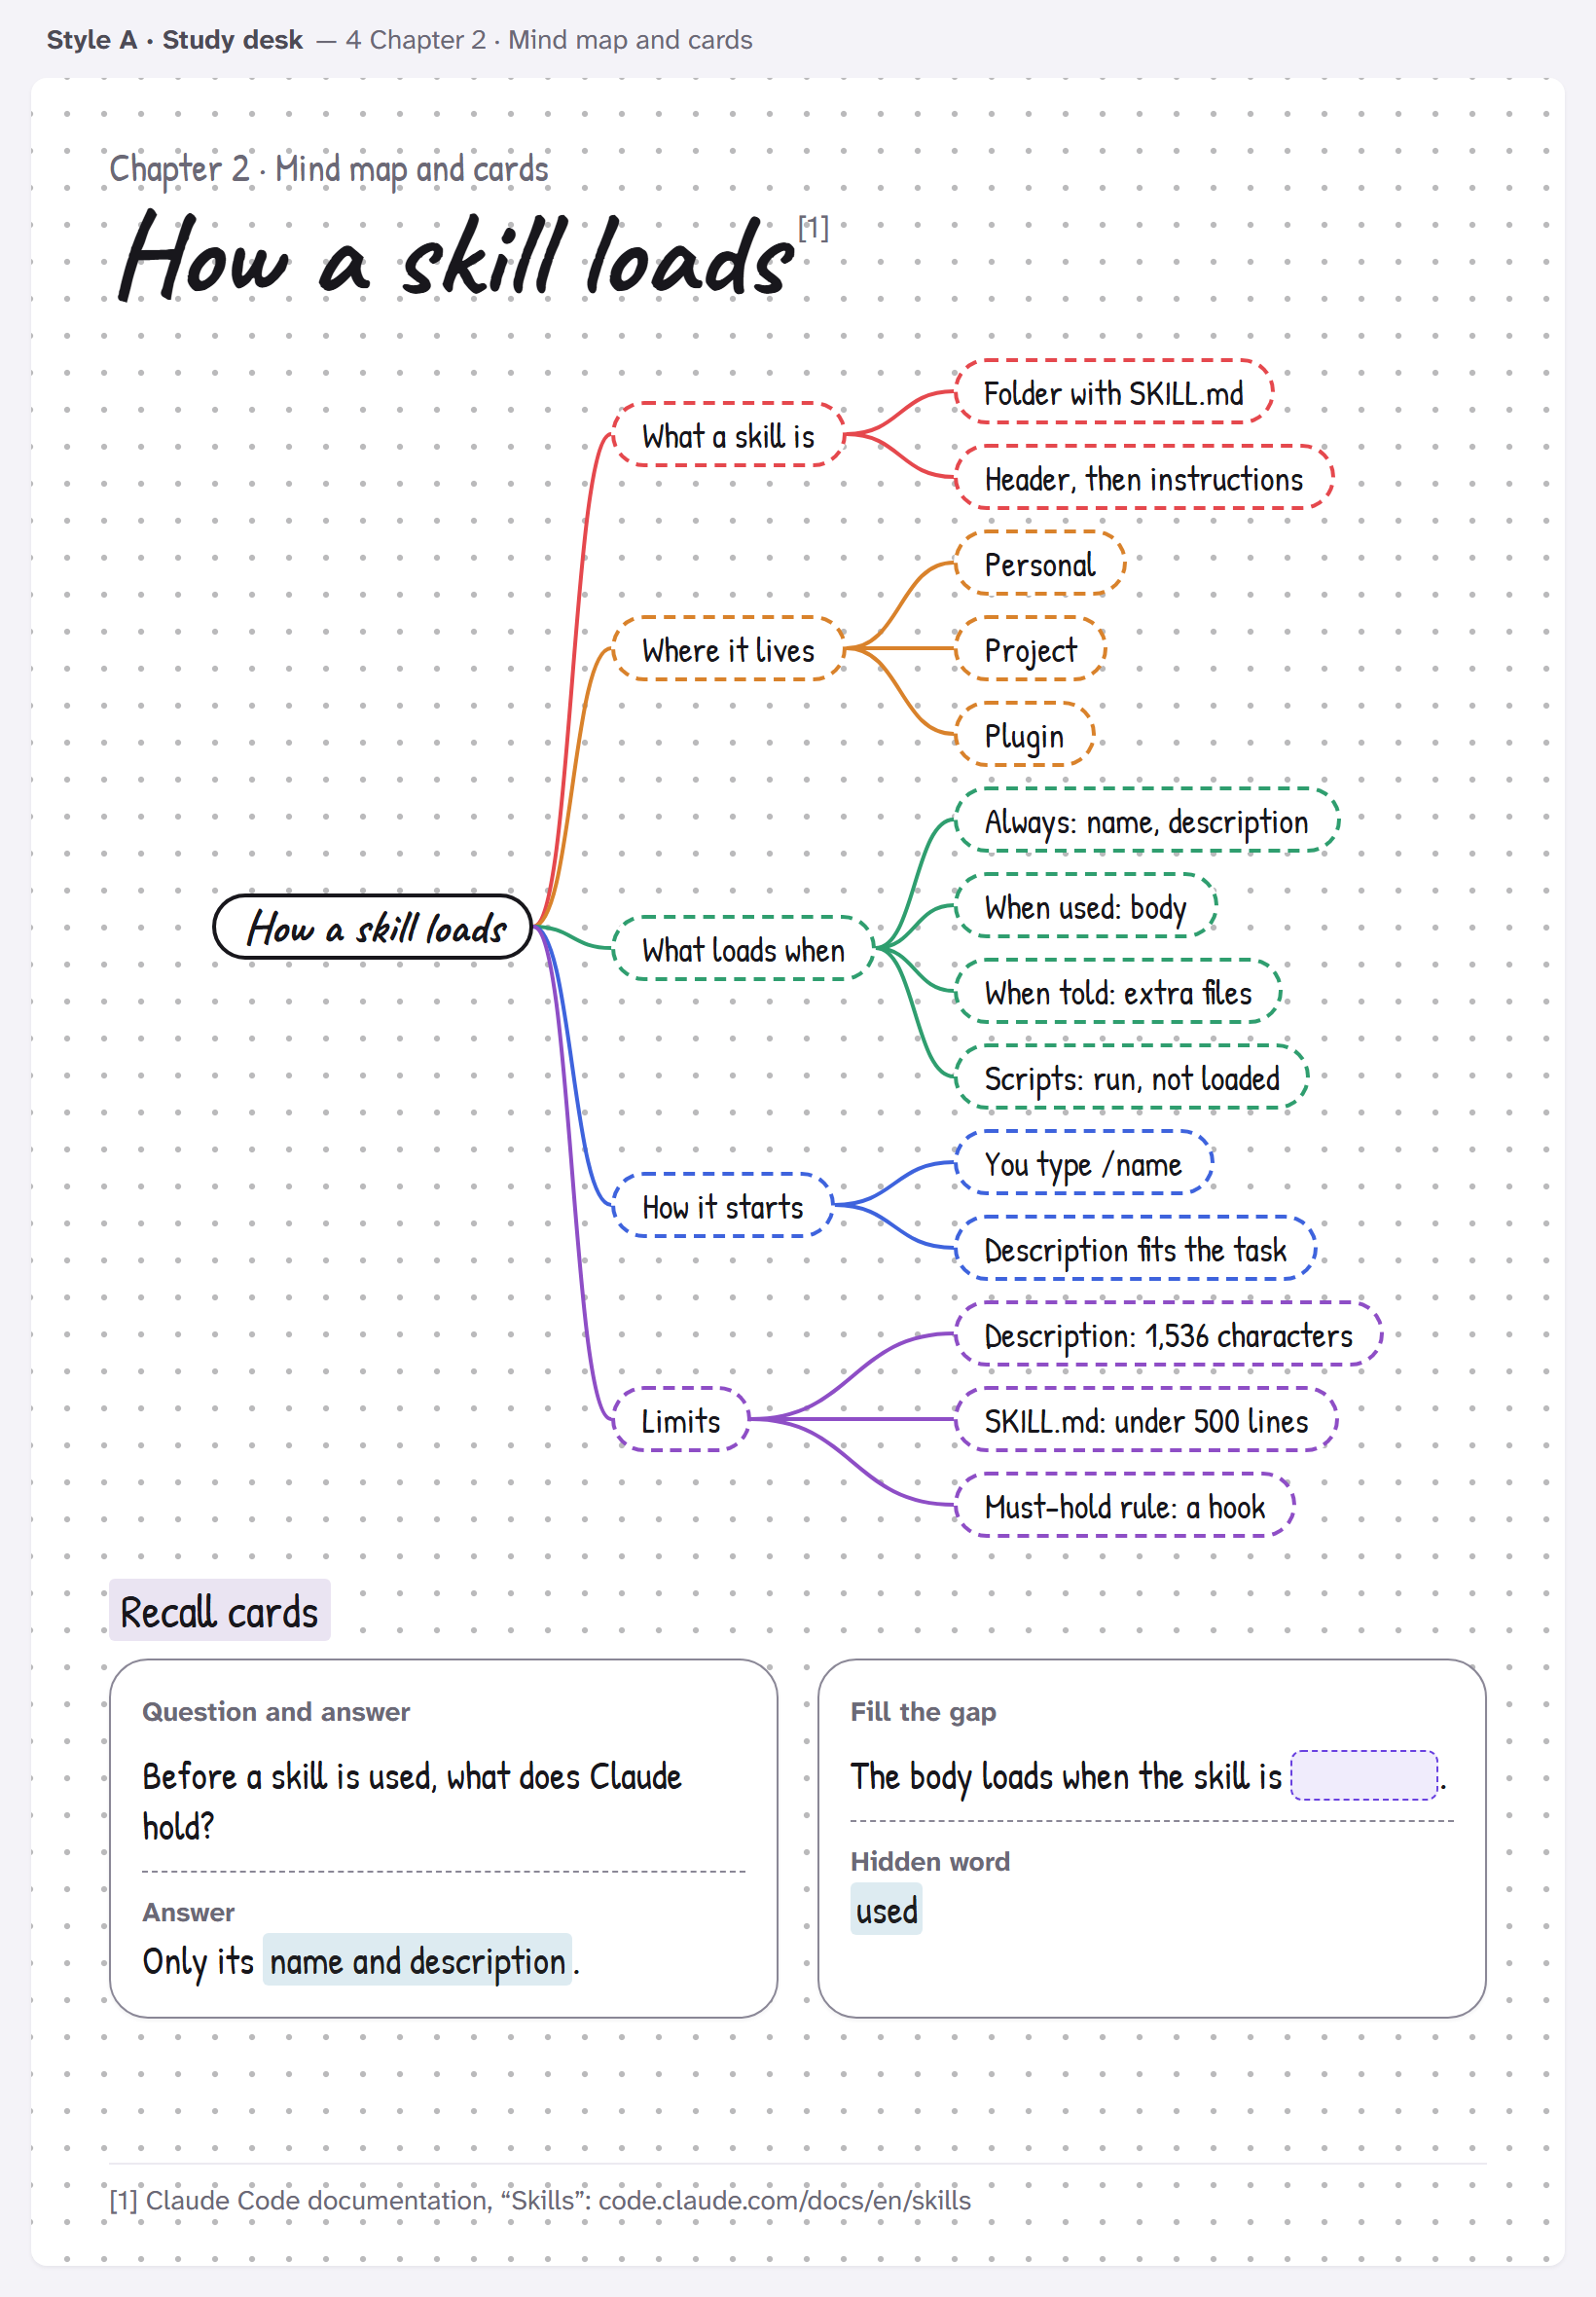 Style A · Study desk — 4 Chapter 2 · Mind map and cards
Chapter 2 · Mind map and cards
How a skill loads[1]
How a skill loads
What a skill is
Folder with SKILL.md
Header, then instructions
Where it lives
Personal
Project
Plugin
What loads when
Always: name, description
When used: body
When told: extra files
Scripts: run, not loaded
How it starts
You type /name
Description fits the task
Limits
Description: 1,536 characters
SKILL.md: under 500 lines
Must-hold rule: a hook
Recall cards
Question and answer
Before a skill is used, what does Claude
hold?
Answer
Only its name and description.
Fill the gap
The body loads when the skill is .
Hidden word
used
[1] Claude Code documentation, “Skills”: code.claude.com/docs/en/skills